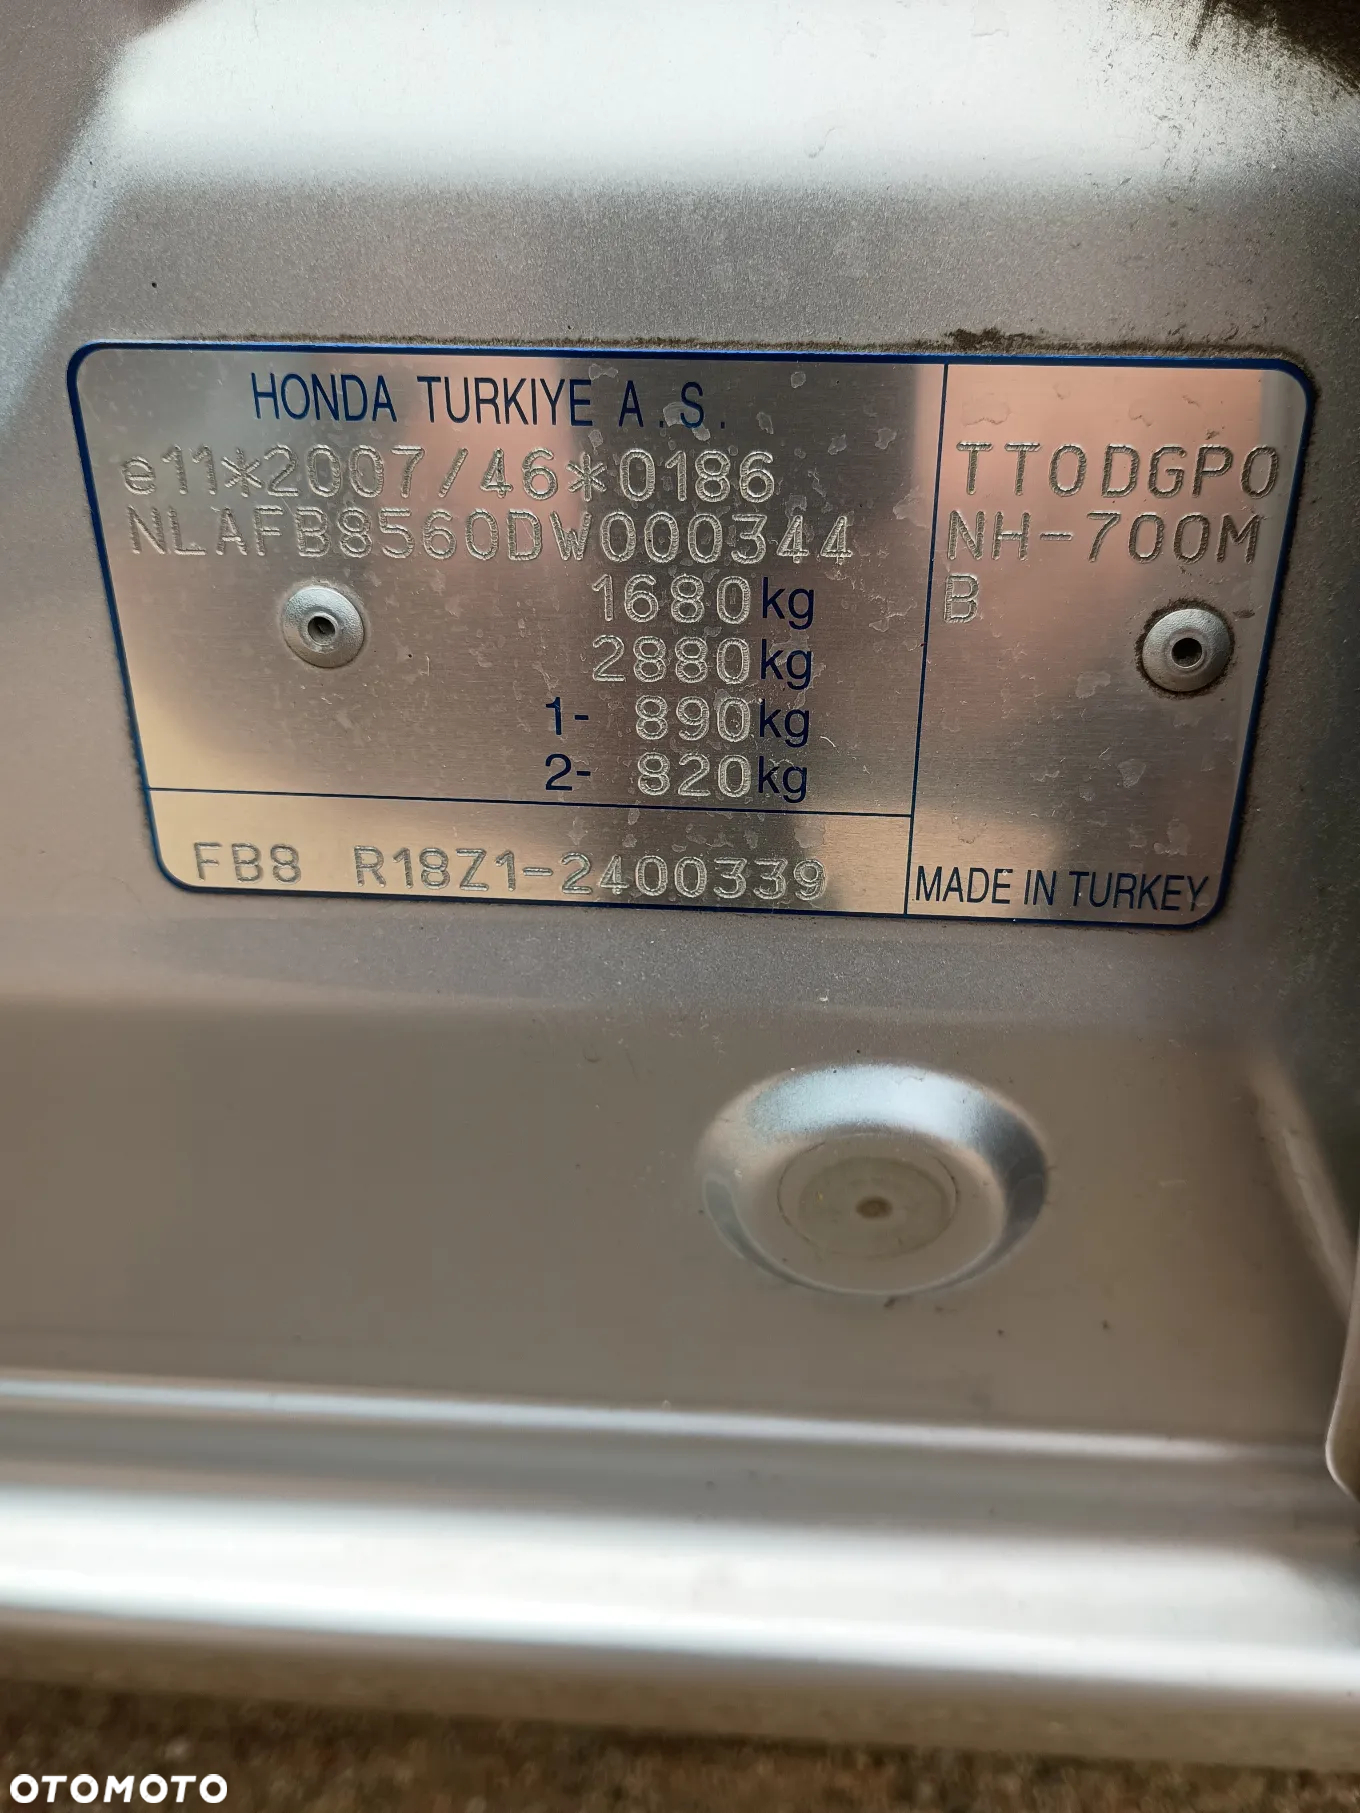 HONDA TURKIYE A.S.
e11*2007/46*0186
NLAFB8560DW000344
1680kg
2880kg
1- 890kg
2- 820kg
FB8 R18Z1-2400339
TT0DGP0
NH-700M
B
MADE IN TURKEY
OTOMOTO